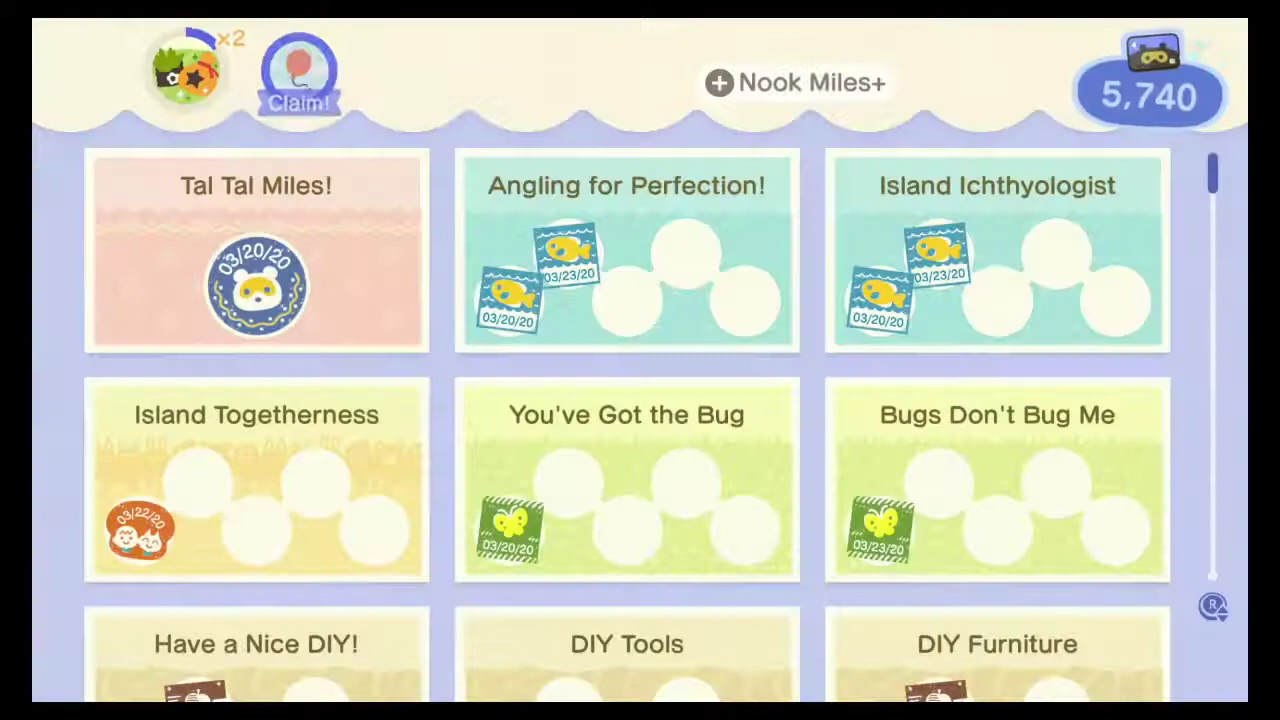 ×2
Claim!
+ Nook Miles+
5,740
Tal Tal Miles!
03/20/20
Angling for Perfection!
03/20/20
03/23/20
Island Ichthyologist
03/20/20
03/23/20
Island Togetherness
03/22/20
You've Got the Bug
03/20/20
Bugs Don't Bug Me
03/23/20
R
Have a Nice DIY!
DIY Tools
DIY Furniture